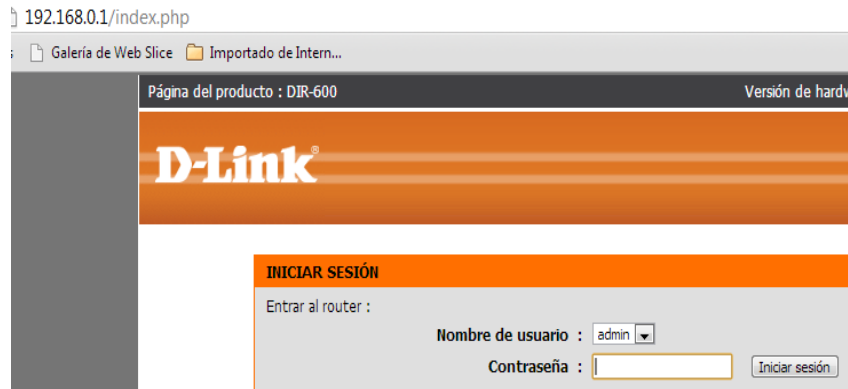 192.168.0.1/index.php
Galería de Web Slice Importado de Intern...
Página del producto : DIR-600 Versión de hardw
D-Link®
INICIAR SESIÓN
Entrar al router :
Nombre de usuario : admin
Contraseña :
Iniciar sesión